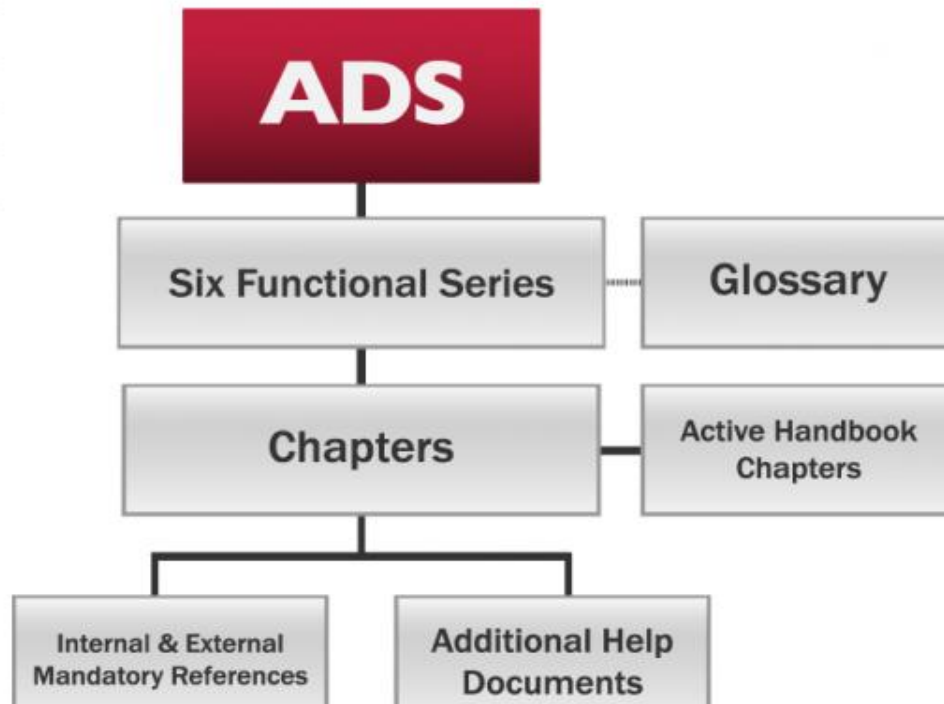 ADS
Six Functional Series
Glossary
Chapters
Active Handbook
Chapters
Internal & External
Mandatory References
Additional Help
Documents